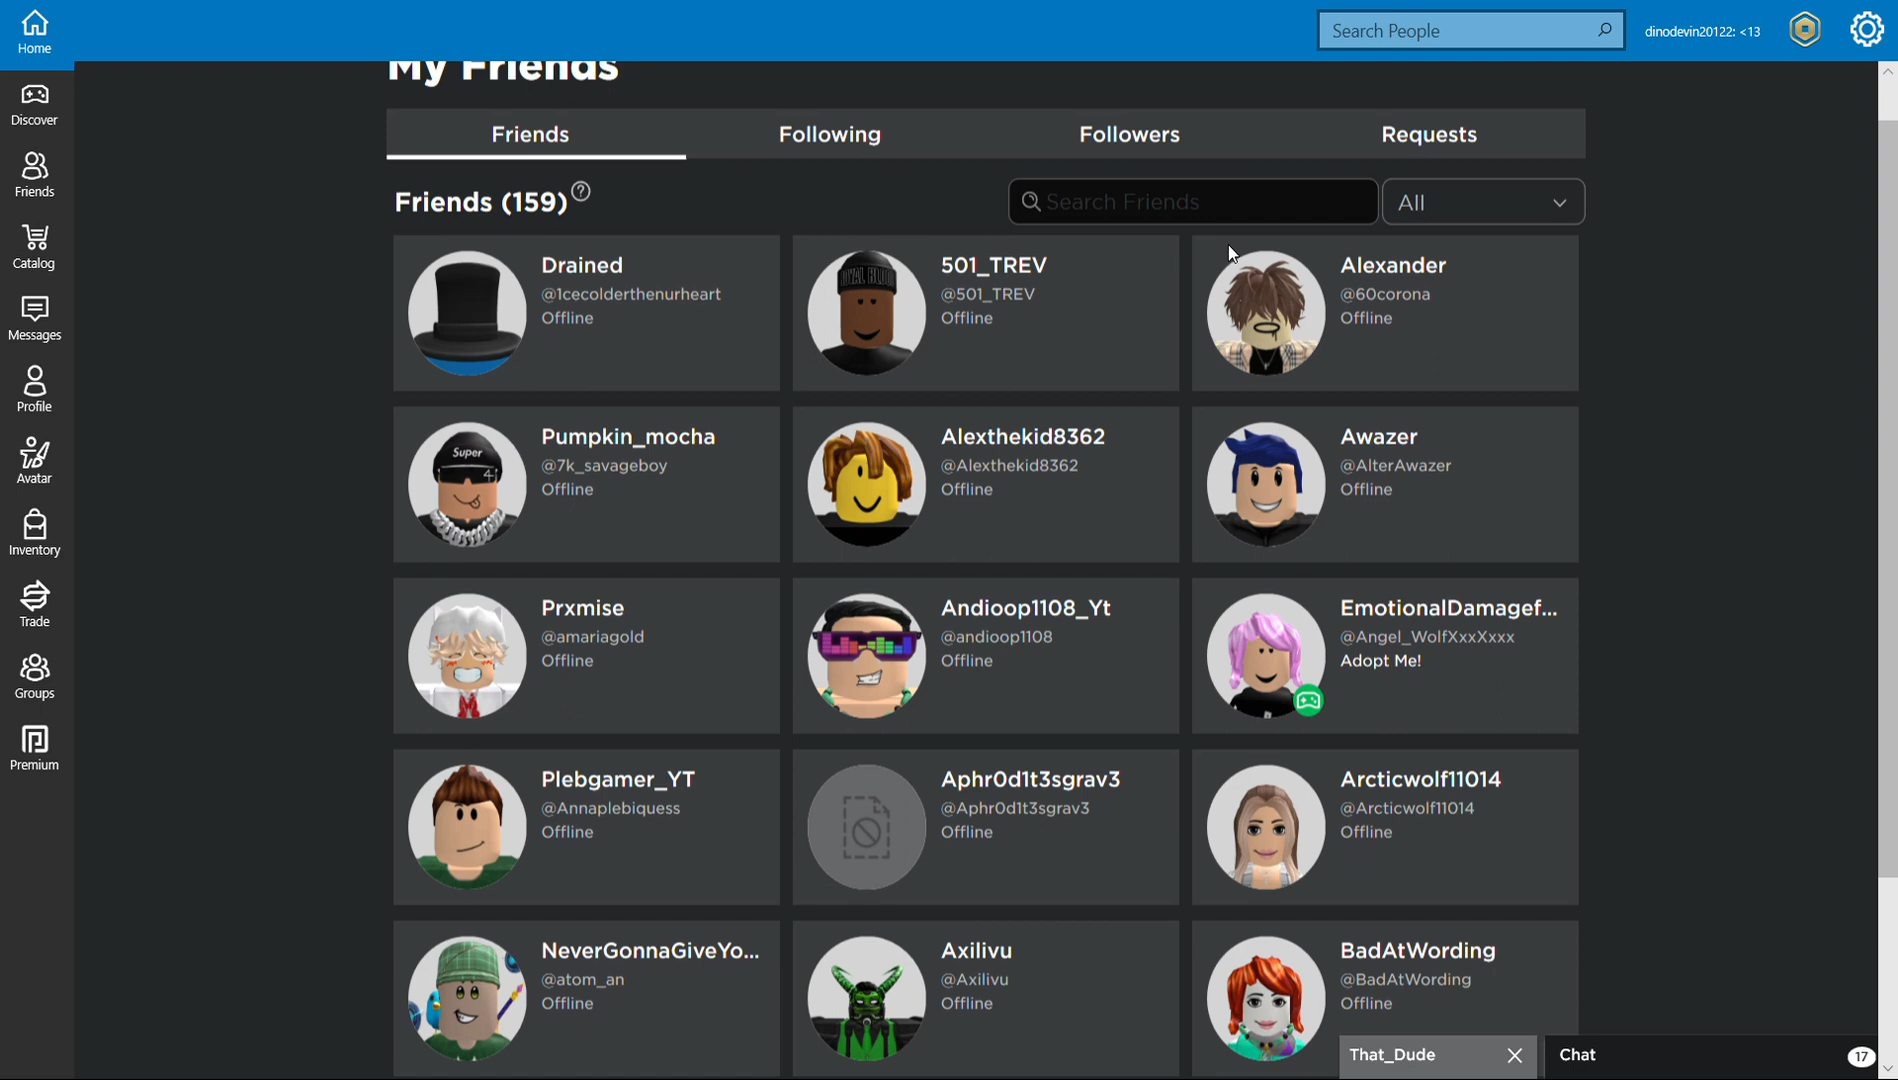 Home
Search People
dinodevin20122: <13
Discover
Friends
Catalog
Messages
Profile
Avatar
Inventory
Trade
Groups
Premium
My Friends
Friends
Following
Followers
Requests
Friends (159)
Search Friends
All
Drained
@1cecolderthenurheart
Offline
501_TREV
@501_TREV
Offline
Alexander
@60corona
Offline
Pumpkin_mocha
@7k_savageboy
Offline
Super
Alexthekid8362
@Alexthekid8362
Offline
Awazer
@AlterAwazer
Offline
Prxmise
@amariagold
Offline
Andioop1108_Yt
@andioop1108
Offline
EmotionalDamagef...
@Angel_WolfXxxXxxx
Adopt Me!
Plebgamer_YT
@Annaplebiquess
Offline
Aphr0d1t3sgrav3
@Aphr0d1t3sgrav3
Offline
Arcticwolf11014
@Arcticwolf11014
Offline
NeverGonnaGiveYo...
@atom_an
Offline
Axilivu
@Axilivu
Offline
BadAtWording
@BadAtWording
Offline
That_Dude
Chat
17